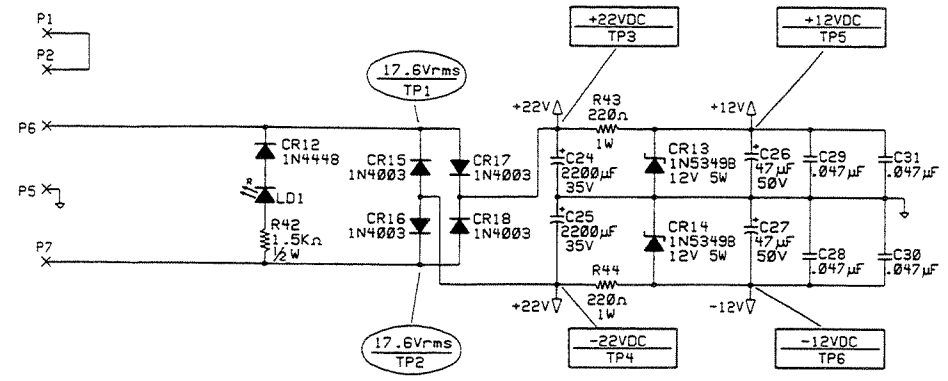 P1
P2
P6
P5
P7
CR12
1N4448
R
LD1
R42
1.5KΩ
½W
17.6Vrms
TP1
CR15
1N4003
CR16
1N4003
CR17
1N4003
CR18
1N4003
17.6Vrms
TP2
+22VDC
TP3
+22V
R43
220Ω
1W
C24
2200µF
35V
C25
2200µF
35V
R44
220Ω
1W
+22V
-22VDC
TP4
CR13
1N5349B
12V 5W
CR14
1N5349B
12V 5W
+12VDC
TP5
+12V
C26
47µF
50V
C27
47µF
50V
-12V
-12VDC
TP6
C29
.047µF
C28
.047µF
C31
.047µF
C30
.047µF